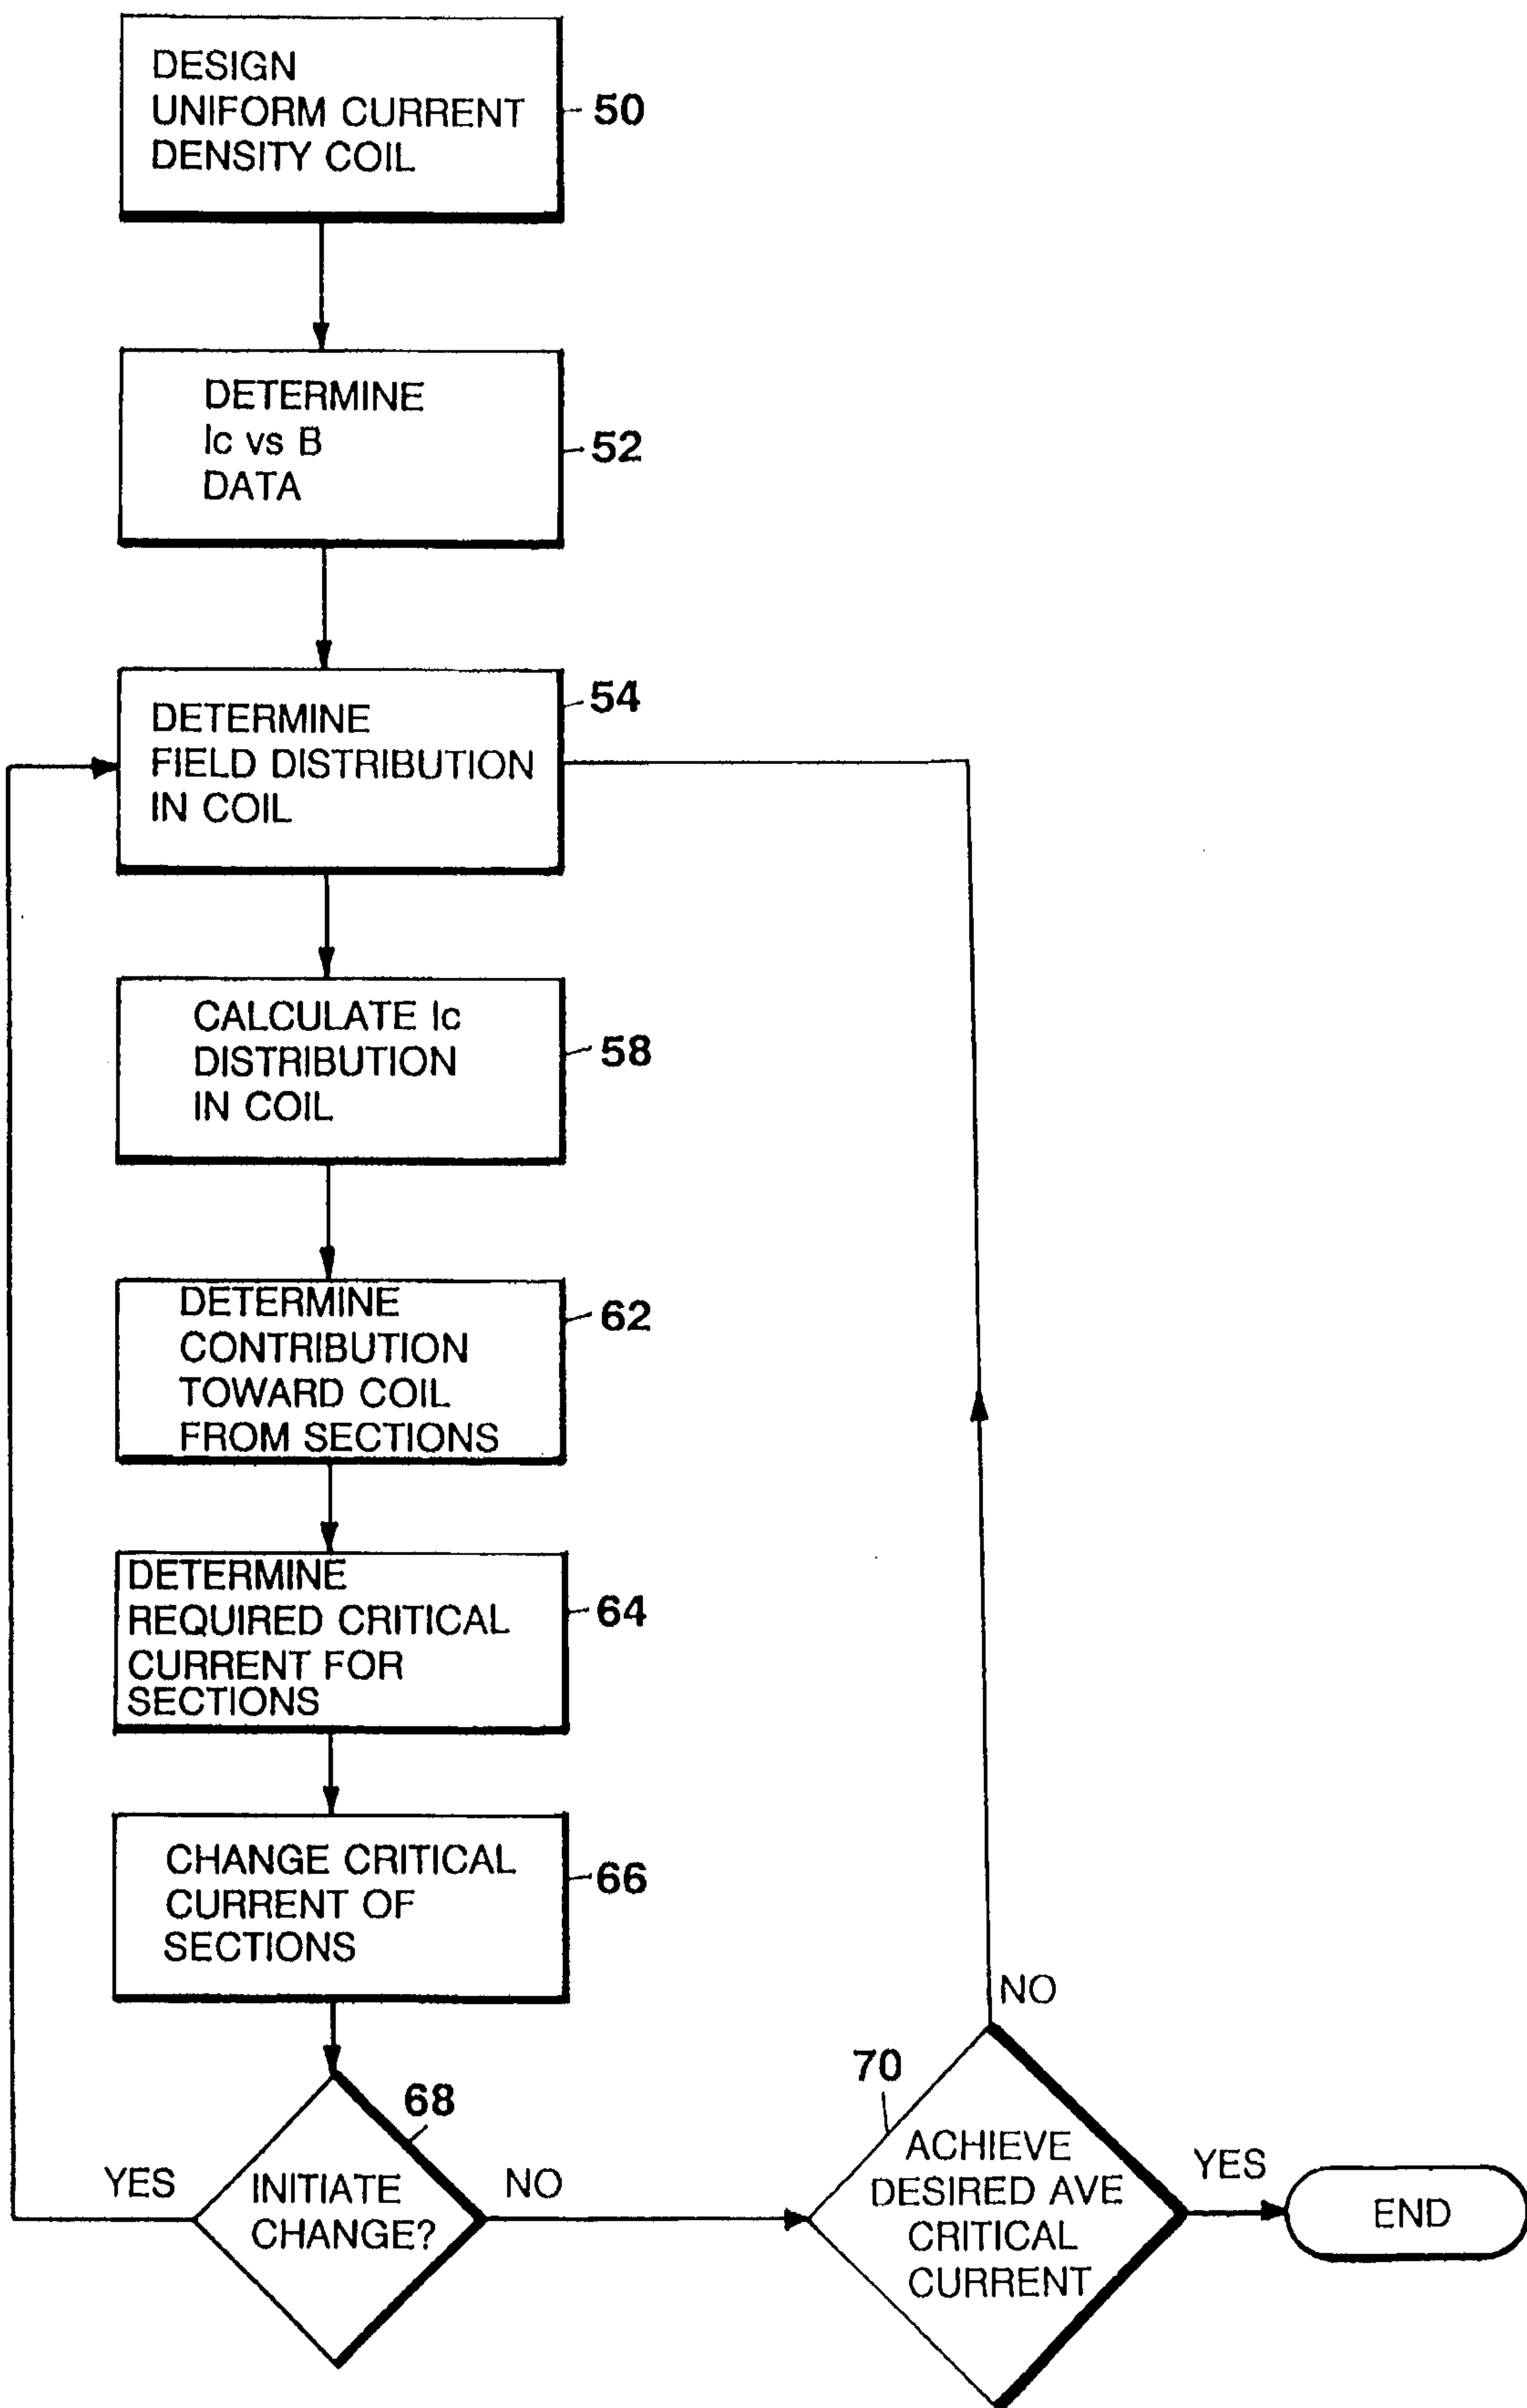 DESIGN
UNIFORM CURRENT
DENSITY COIL
50
DETERMINE
Ic vs B
DATA
52
DETERMINE
FIELD DISTRIBUTION
IN COIL
54
CALCULATE Ic
DISTRIBUTION
IN COIL
58
DETERMINE
CONTRIBUTION
TOWARD COIL
FROM SECTIONS
62
DETERMINE
REQUIRED CRITICAL
CURRENT FOR
SECTIONS
64
CHANGE CRITICAL
CURRENT OF
SECTIONS
66
68
YES
INITIATE
CHANGE?
NO
70
NO
ACHIEVE
DESIRED AVE
CRITICAL
CURRENT
YES
END